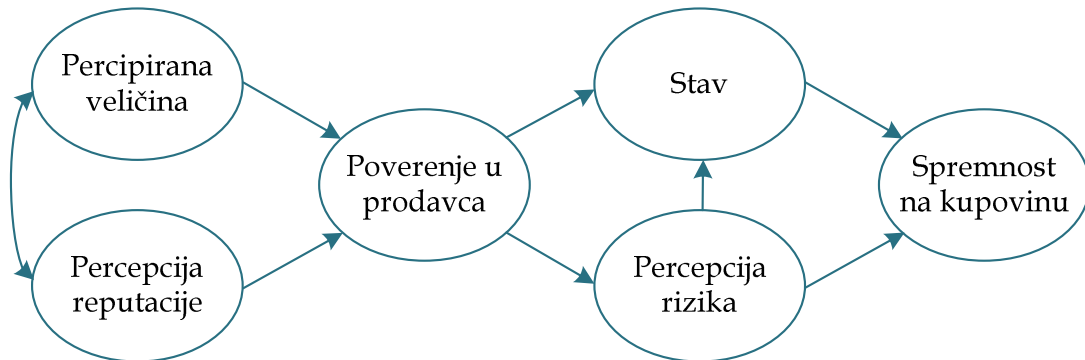 Percipirana
veličina
Percepcija
reputacije
Poverenje u
prodavca
Stav
Percepcija
rizika
Spremnost
na kupovinu